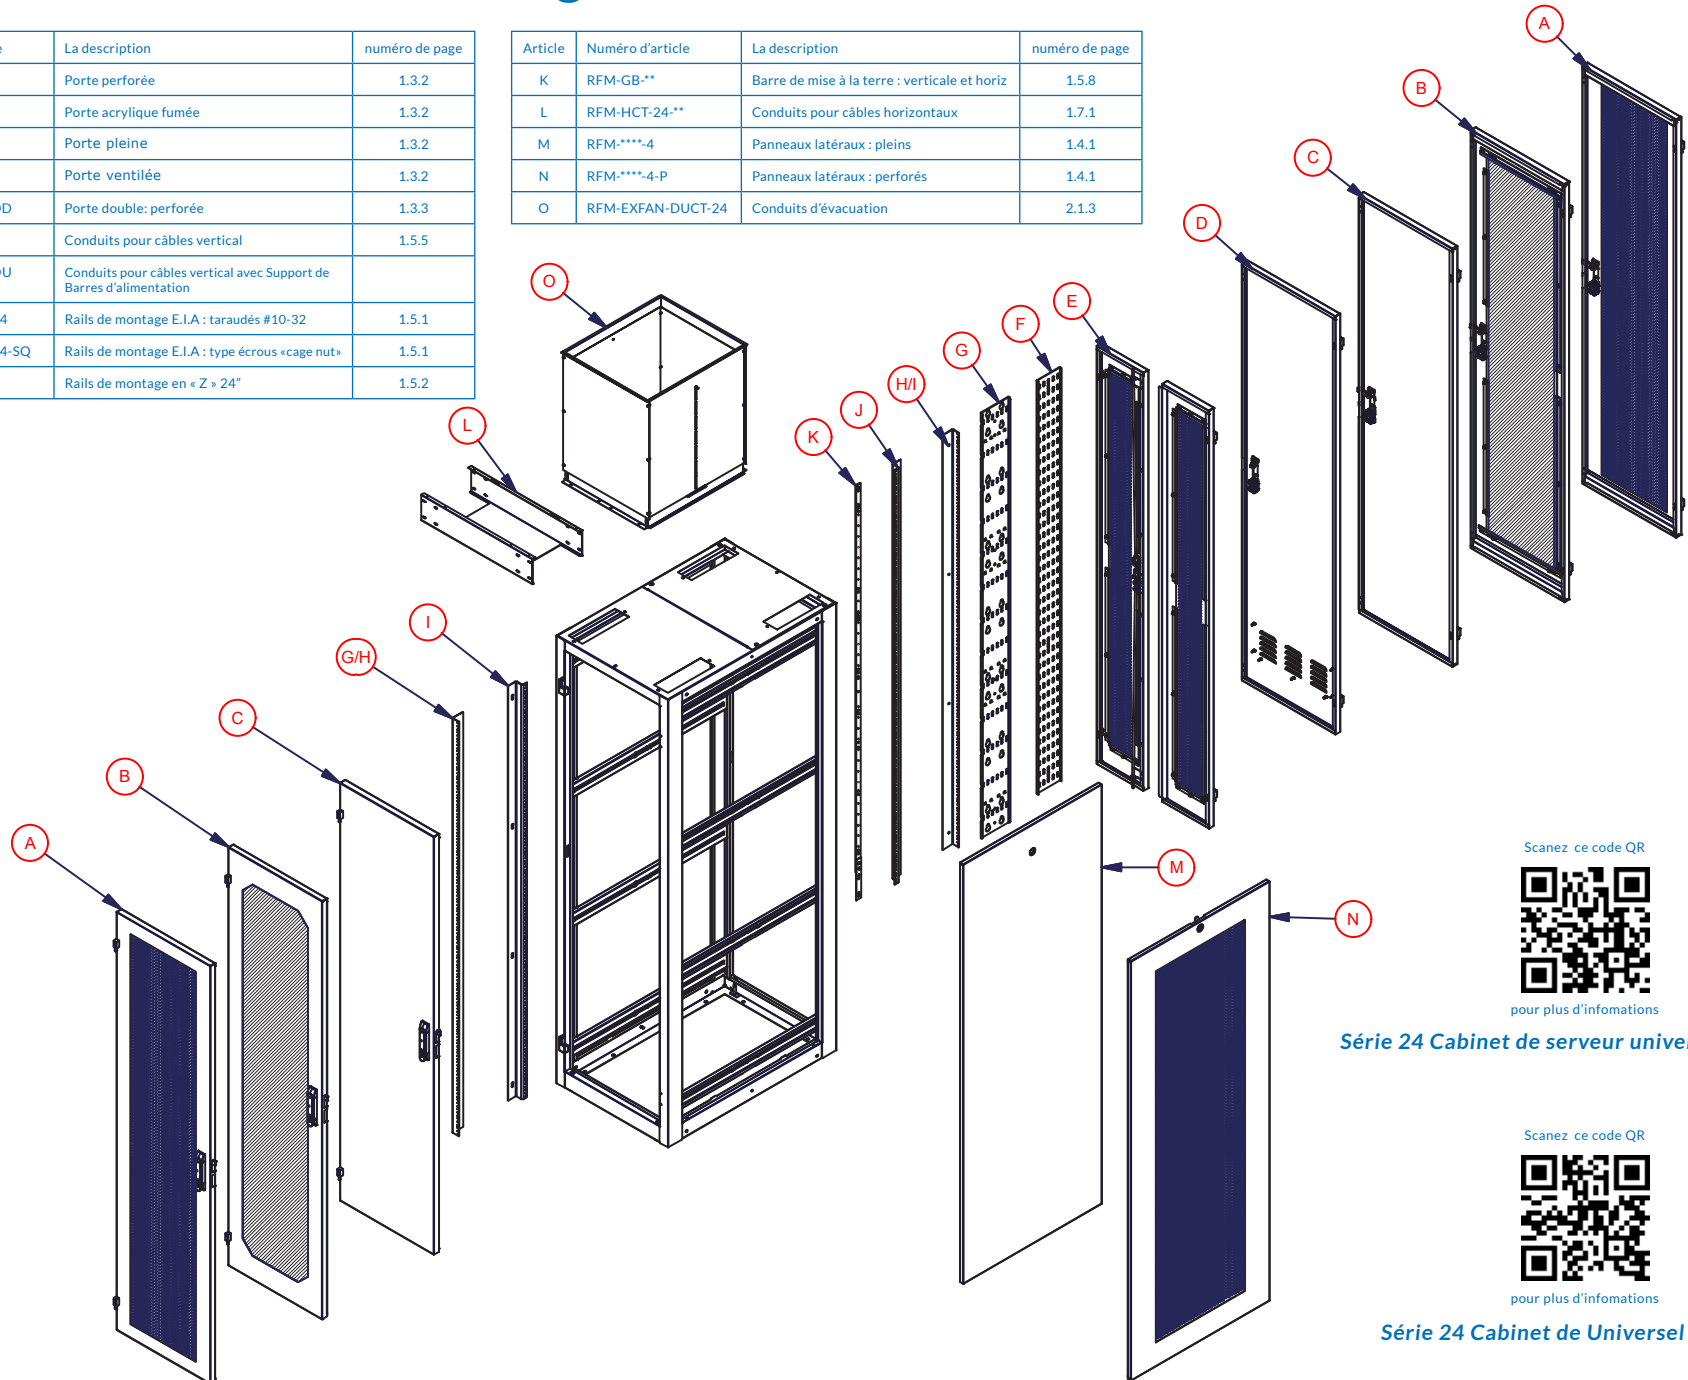 La description numéro de page
Porte perforée 1.3.2
Porte acrylique fumée 1.3.2
Porte pleine 1.3.2
Porte ventilée 1.3.2
Porte double: perforée 1.3.3
Conduits pour câbles vertical 1.5.5
Conduits pour câbles vertical avec Support de
Barres d'alimentation
4 Rails de montage E.I.A : taraudés #10-32 1.5.1
4-SQ Rails de montage E.I.A : type écrous «cage nut» 1.5.1
Rails de montage en « Z » 24" 1.5.2
Article Numéro d'article La description numéro de page
K RFM-GB-** Barre de mise à la terre : verticale et horiz 1.5.8
L RFM-HCT-24-** Conduits pour câbles horizontaux 1.7.1
M RFM-****-4 Panneaux latéraux : pleins 1.4.1
N RFM-****-4-P Panneaux latéraux : perforés 1.4.1
O RFM-EXFAN-DUCT-24 Conduits d'évacuation 2.1.3
A
B
C
D
E
F
G
H/I
J
K
O
L
I
G/H
C
B
A
M
N
Scanez ce code QR
pour plus d'infomations
Série 24 Cabinet de serveur
Scanez ce code QR
pour plus d'infomations
Série 24 Cabinet de Universel